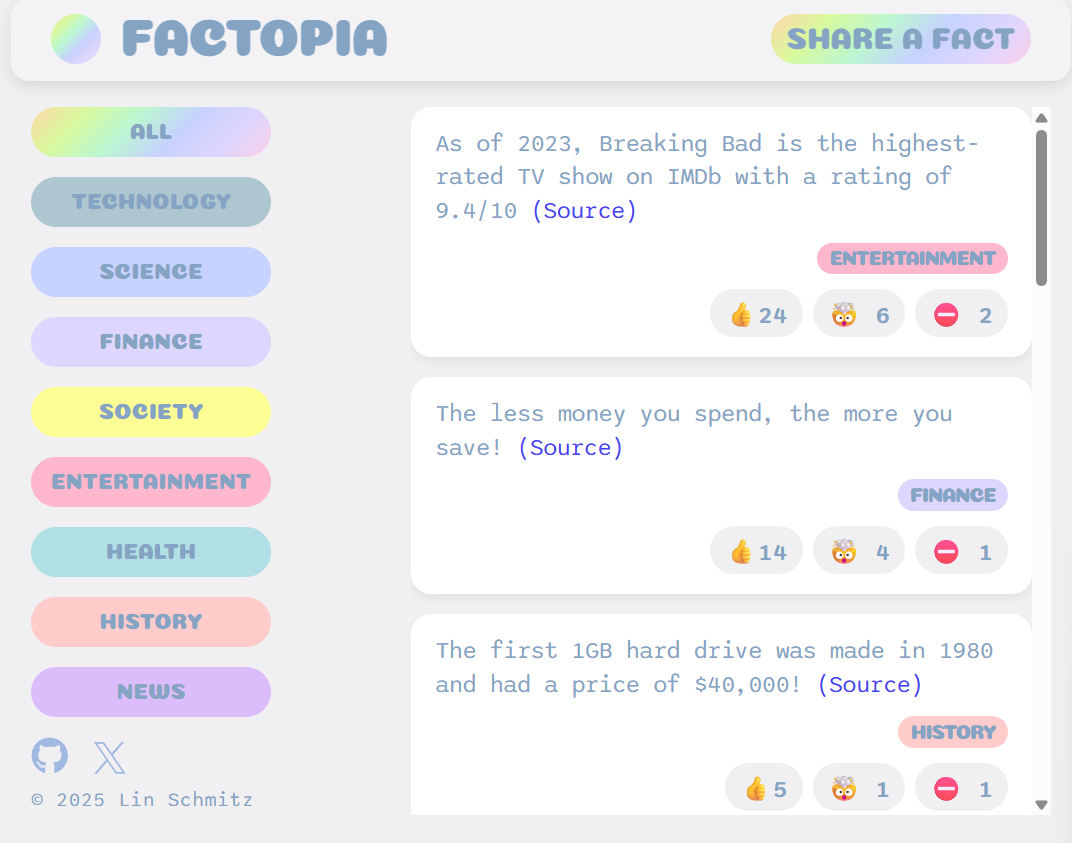 FACTOPIA
SHARE A FACT
ALL
TECHNOLOGY
SCIENCE
FINANCE
SOCIETY
ENTERTAINMENT
HEALTH
HISTORY
NEWS
© 2025 Lin Schmitz
As of 2023, Breaking Bad is the highest-
rated TV show on IMDb with a rating of
9.4/10 (Source)
ENTERTAINMENT
👍 24 🤯 6 ⛔ 2
The less money you spend, the more you
save! (Source)
FINANCE
👍 14 🤯 4 ⛔ 1
The first 1GB hard drive was made in 1980
and had a price of $40,000! (Source)
HISTORY
👍 5 🤯 1 ⛔ 1